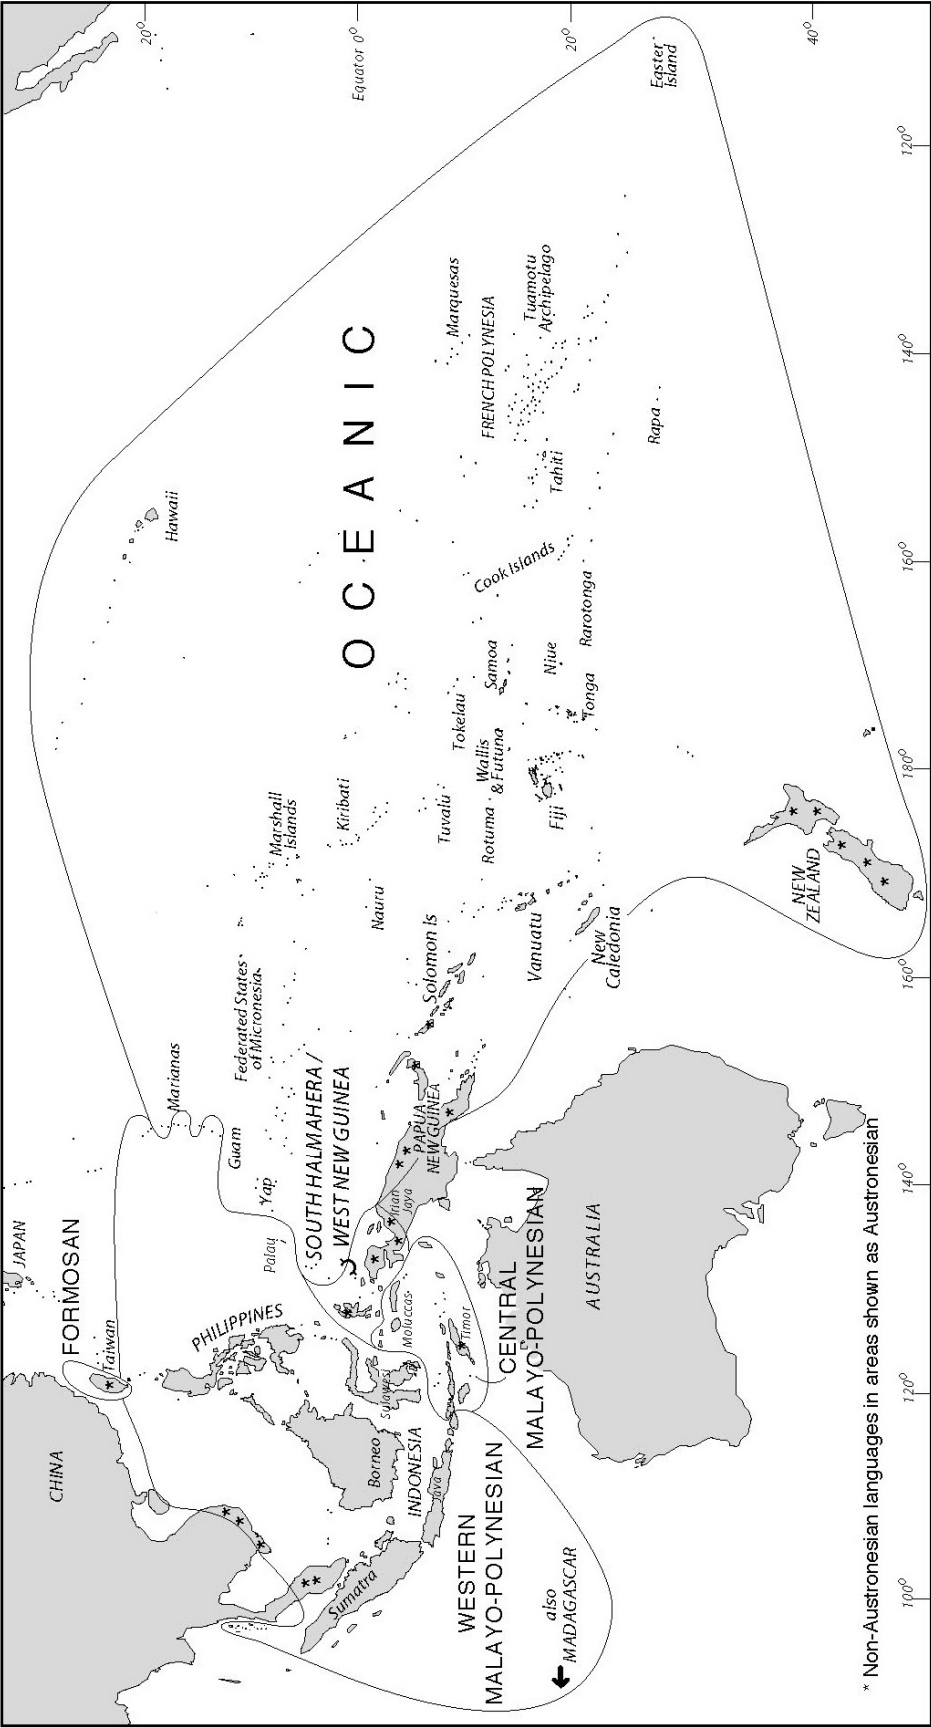 CHINA
FORMOSAN
Taiwan
JAPAN
PHILIPPINES
Marianas
Guam
Palau
Yap
Federated States
of Micronesia
Marshall
Islands
Hawaii
20°
Equator 0°
20°
40°
O C E A N I C
SOUTH HALMAHERA /
WEST NEW GUINEA
Kiribati
Nauru
Borneo
Sulawesi
Moluccas
Irian
Jaya
PAPUA
NEW GUINEA
Solomon Is
Tuvalu
Tokelau
Marquesas
Sumatra
INDONESIA
Java
Timor
Rotuma
Wallis
& Futuna
Samoa
Cook Islands
FRENCH POLYNESIA
Tuamotu
Archipelago
WESTERN
MALAYO-POLYNESIAN
CENTRAL
MALAYO-POLYNESIAN
Vanuatu
Fiji
Niue
Tahiti
also
MADAGASCAR
AUSTRALIA
New
Caledonia
Tonga
Rarotonga
Rapa
Easter
Island
NEW
ZEALAND
* Non-Austronesian languages in areas shown as Austronesian
100°
120°
140°
160°
180°
160°
140°
120°